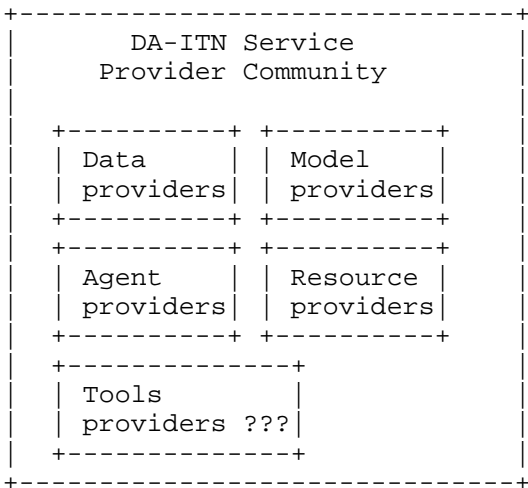 DA-ITN Service
Provider Community
Data Model
providers providers
Agent Resource
providers providers
Tools
providers ???